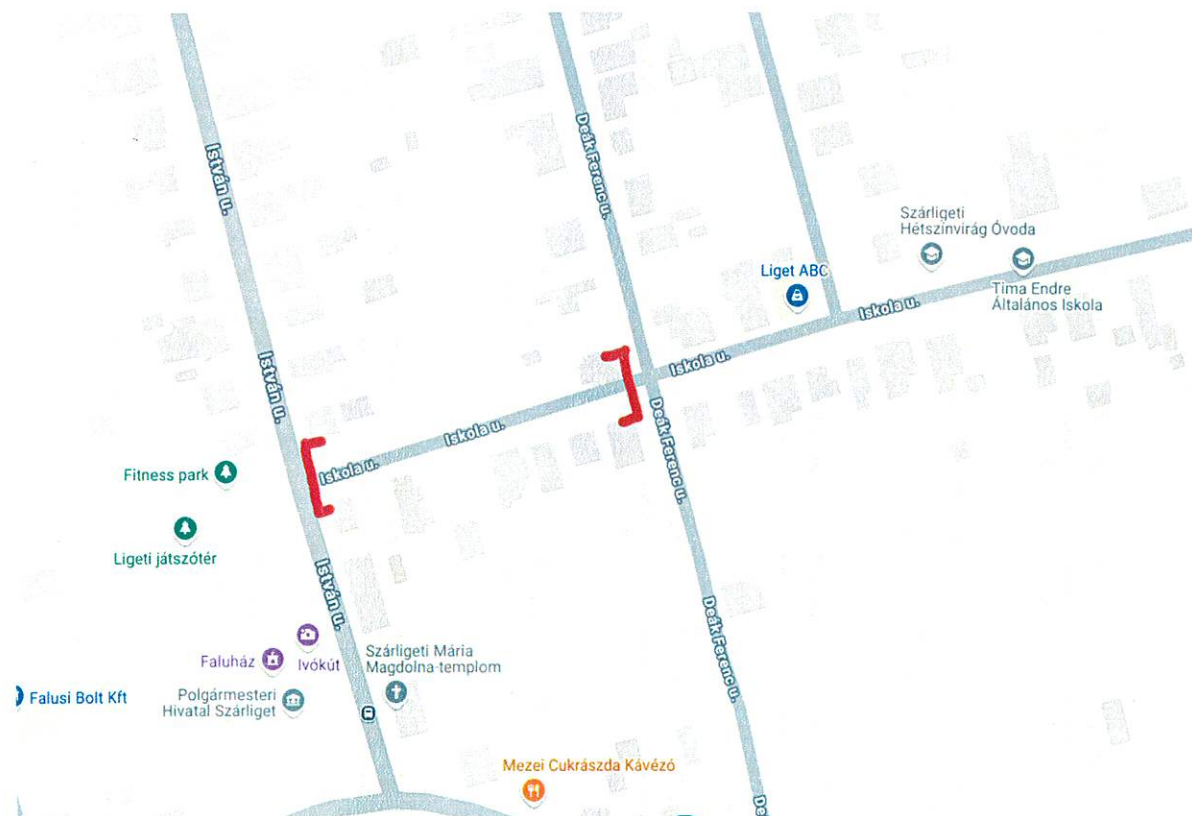 István u.
Deák Ferenc u.
Szárligeti
Hétszínvirág Óvoda
Liget ABC
Tima Endre
Általános Iskola
Iskola u.
Iskola u.
István u.
Deák Ferenc u.
Iskola u.
Iskola u.
Fitness park
Ligeti játszótér
István u.
Deák Ferenc u.
Faluház
Ivókút
Szárligeti Mária
Magdolna-templom
Falusi Bolt Kft
Polgármesteri
Hivatal Szárliget
Mezei Cukrászda Kávézó